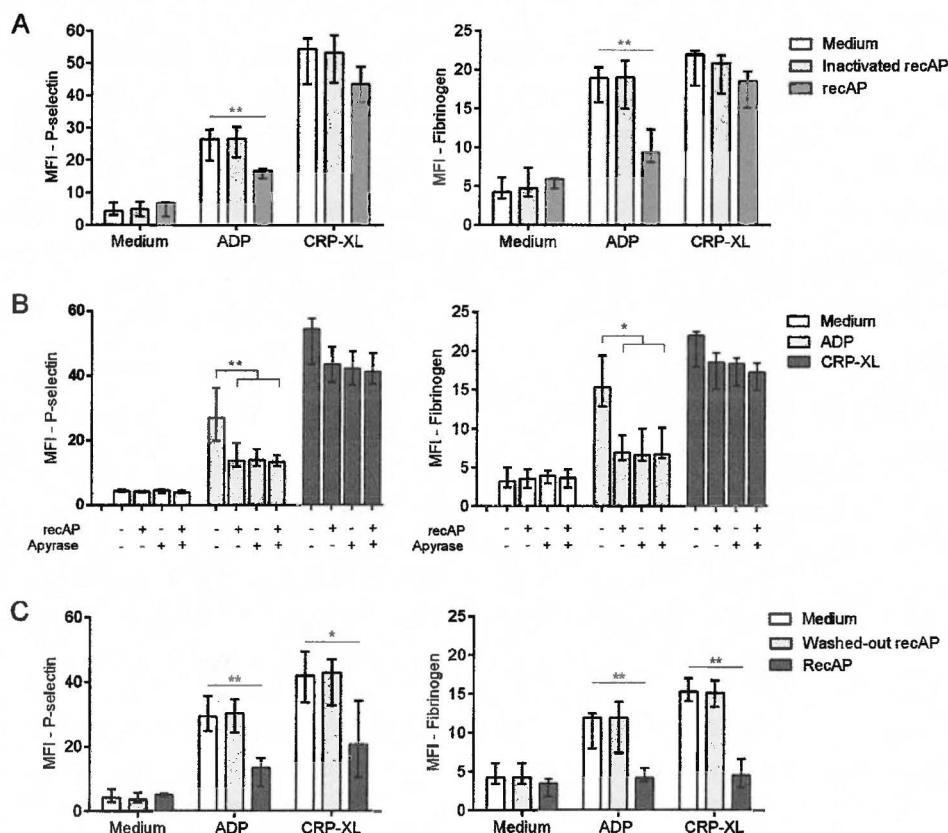 A
MFI - P-selectin
60
50
40
30
20
10
0
**
Medium
ADP
CRP-XL
MFI - Fibrinogen
25
20
15
10
5
0
**
Medium
ADP
CRP-XL
Medium
Inactivated recAP
recAP
B
MFI - P-selectin
60
40
20
0
**
recAP - + - + - + - + - + - +
Apyrase - - + + - - + + - - + +
MFI - Fibrinogen
25
20
15
10
5
0
*
- + - + - + - + - + - +
- - + + - - + + - - + +
Medium
ADP
CRP-XL
C
MFI - P-selectin
60
40
20
0
**
*
Medium
ADP
CRP-XL
MFI - Fibrinogen
25
20
15
10
5
0
**
**
Medium
ADP
CRP-XL
Medium
Washed-out recAP
RecAP